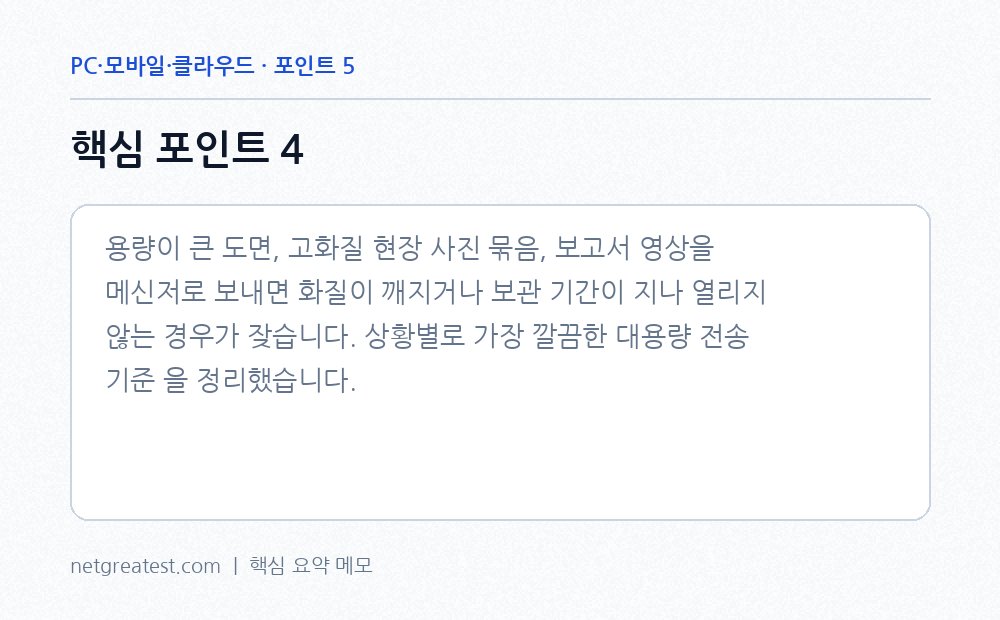 PC·모바일·클라우드 · 포인트 5
핵심 포인트 4
용량이 큰 도면, 고화질 현장 사진 묶음, 보고서 영상을
메신저로 보내면 화질이 깨지거나 보관 기간이 지나 열리지
않는 경우가 잦습니다. 상황별로 가장 깔끔한 대용량 전송
기준 을 정리했습니다.
netgreatest.com | 핵심 요약 메모